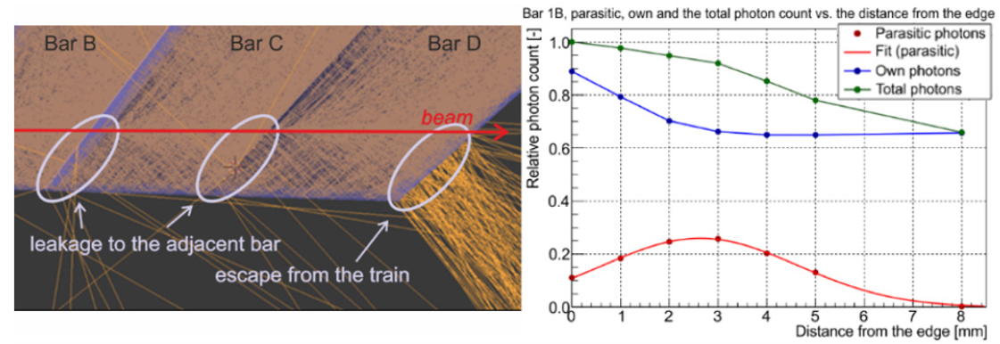 Bar B
Bar C
Bar D
beam
leakage to the adjacent bar
escape from the train
Bar 1B, parasitic, own and the total photon count vs. the distance from the edge
Relative photon count [-]
1.0
0.8
0.6
0.4
0.2
0.0
Parasitic photons
Fit (parasitic)
Own photons
Total photons
0 1 2 3 4 5 6 7 8
Distance from the edge [mm]